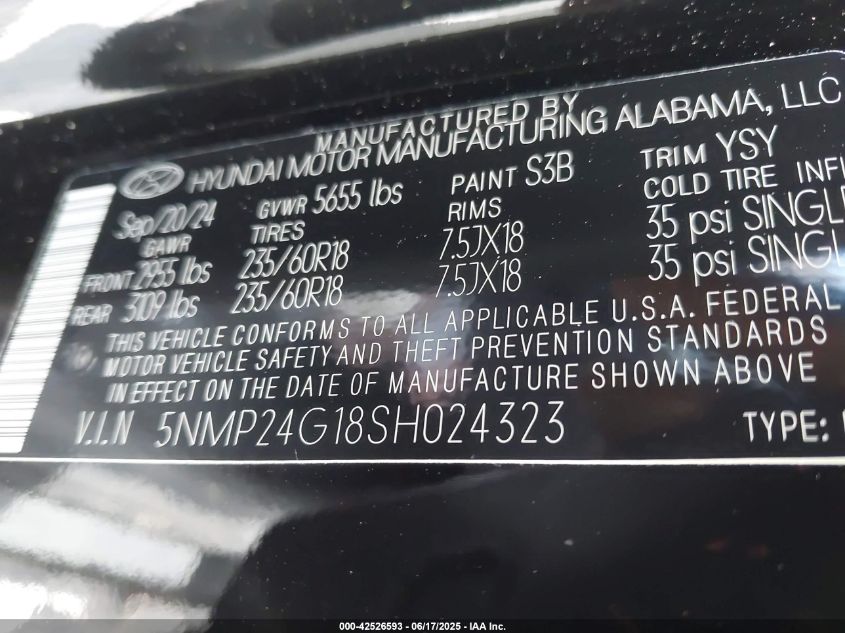 MANUFACTURED BY
HYUNDAI MOTOR MANUFACTURING ALABAMA, LLC
Sep/20/24 GVWR 5655 lbs PAINT S3B TRIM YSY
GAWR TIRES RIMS COLD TIRE INFL
FRONT 2955 lbs 235/60R18 7.5JX18 35 psi SINGLE
REAR 3109 lbs 235/60R18 7.5JX18 35 psi SINGLE
THIS VEHICLE CONFORMS TO ALL APPLICABLE U.S.A. FEDERAL
MOTOR VEHICLE SAFETY AND THEFT PREVENTION STANDARDS
IN EFFECT ON THE DATE OF MANUFACTURE SHOWN ABOVE
V.I.N 5NMP24G18SH024323 TYPE:
000-42526593 - 06/17/2025 - IAA Inc.